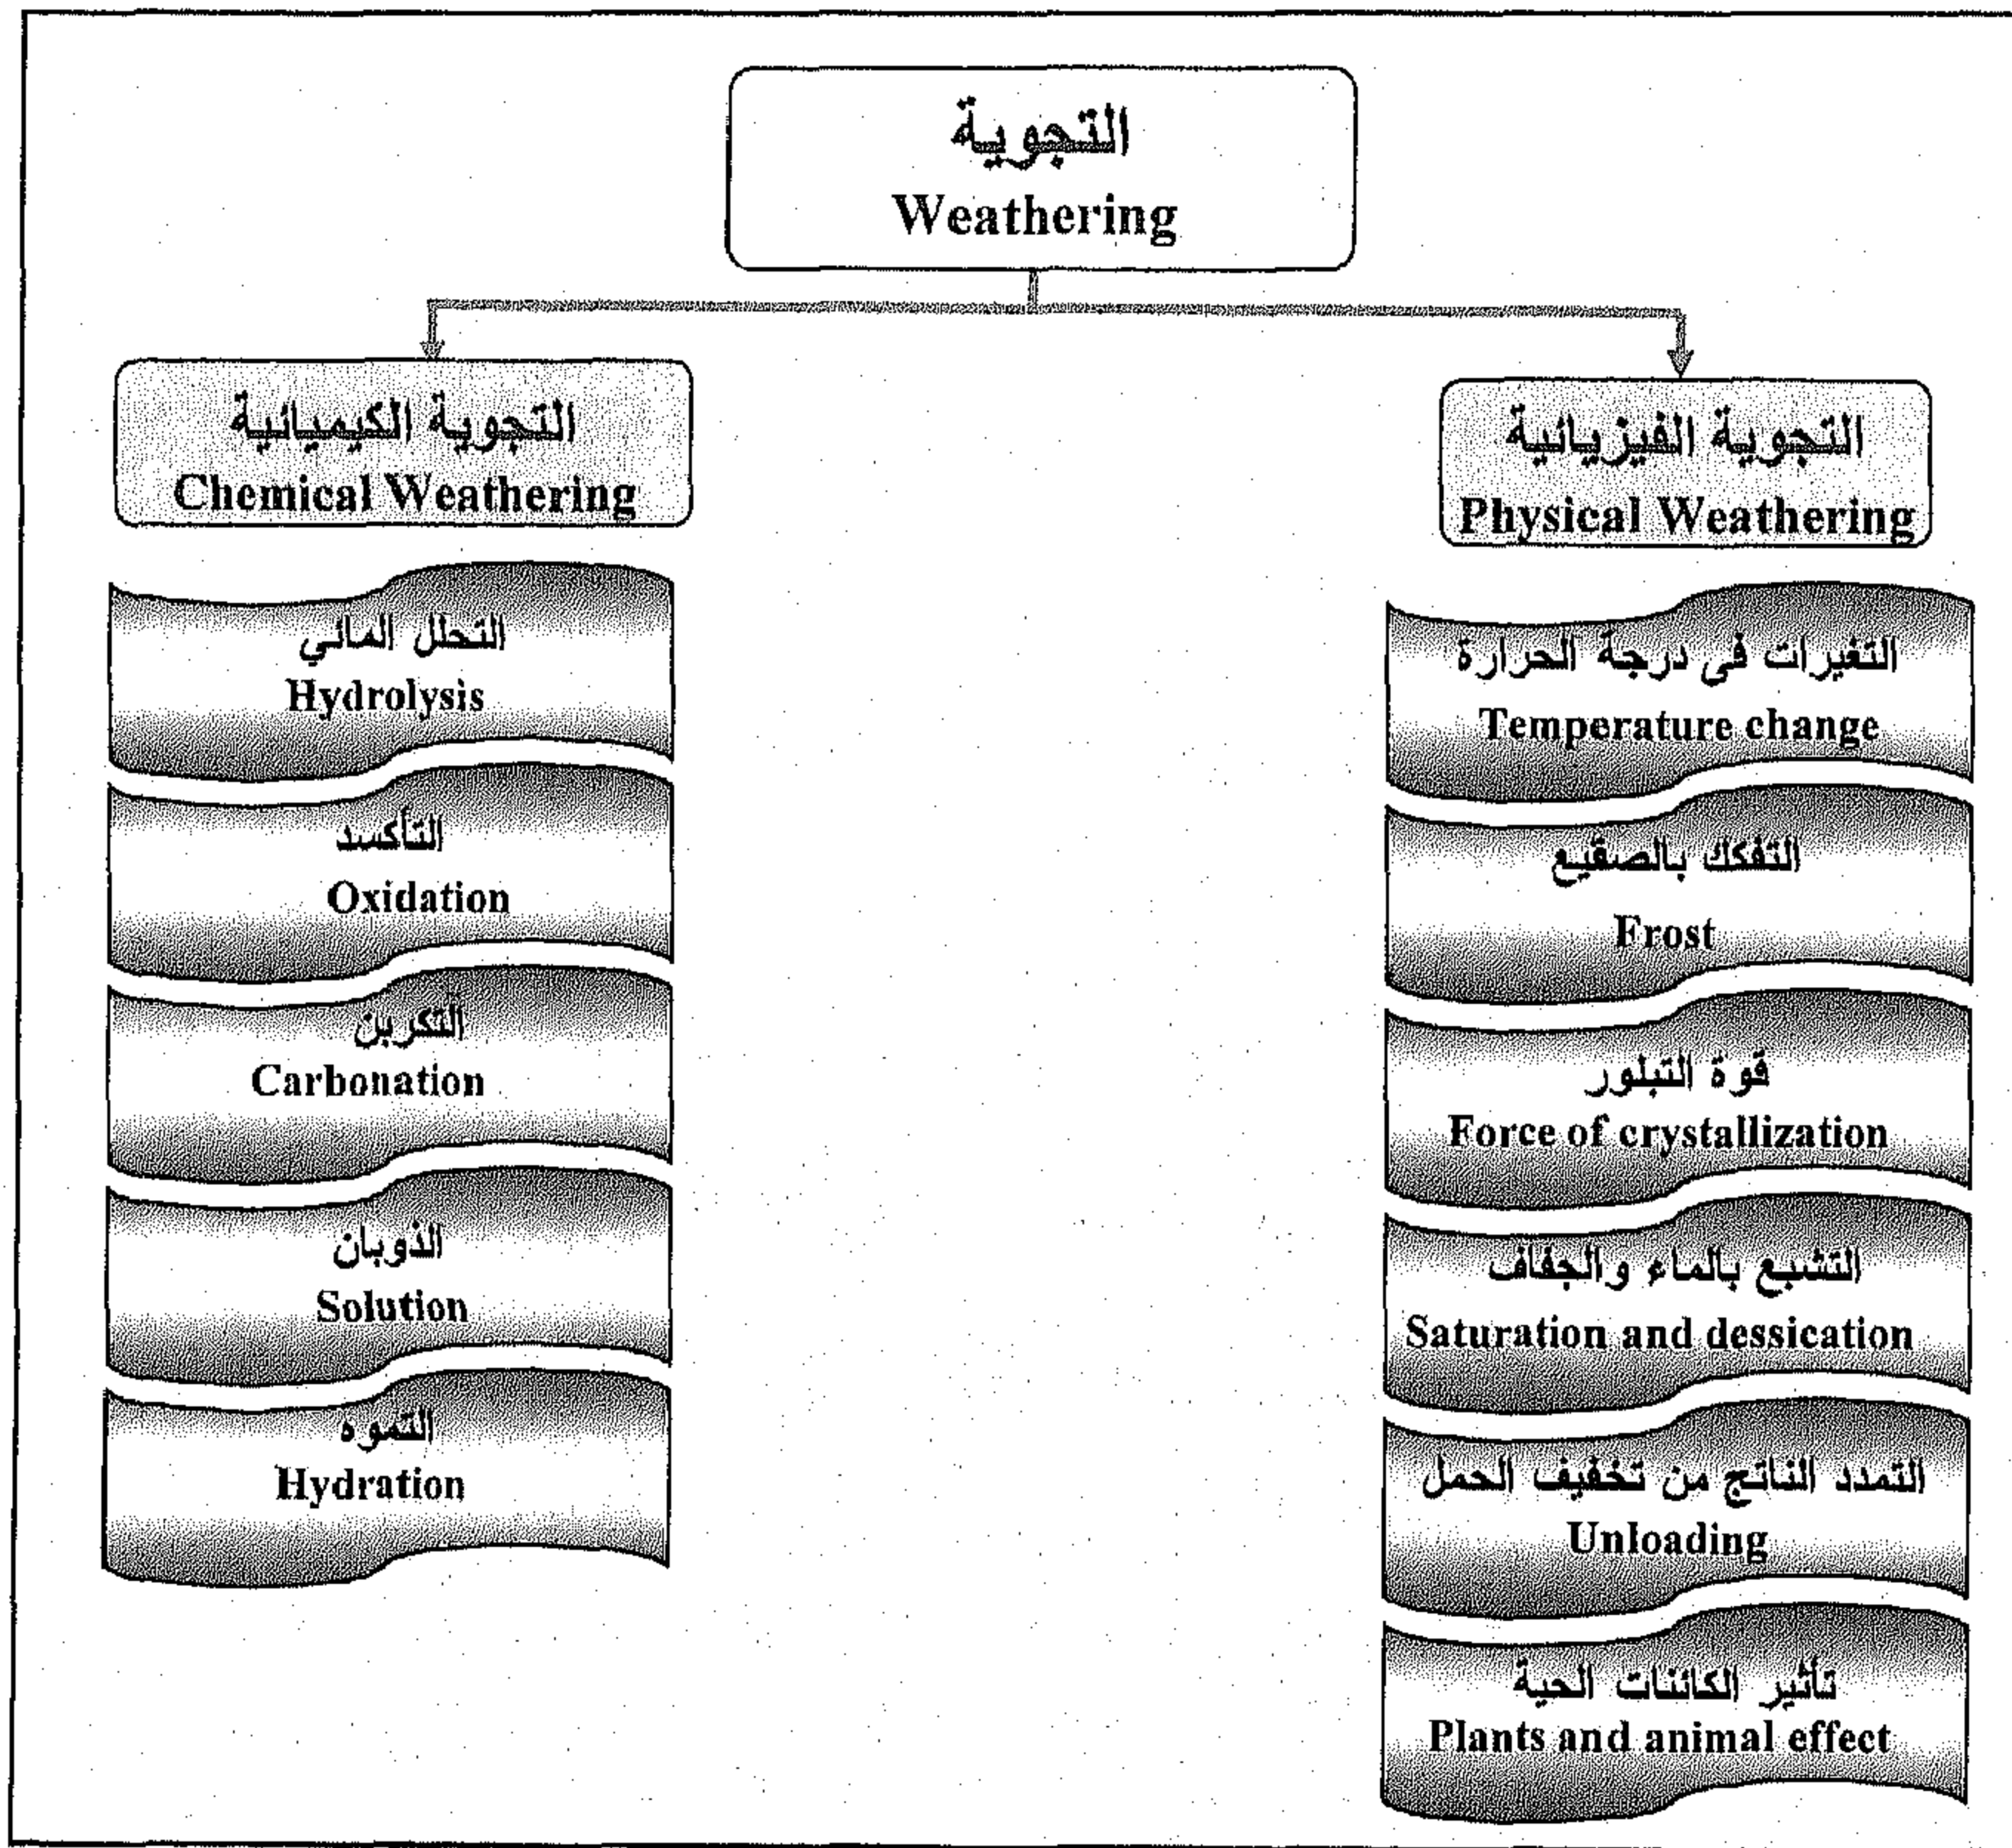 التجوية
Weathering
التجوية الفيزيائية
Physical Weathering
التغيرات فى درجة الحرارة
Temperature change
التفكك بالصقيع
Frost
قوة التبلور
Force of crystallization
التشبع بالماء والجفاف
Saturation and dessication
التمدد الناتج من تخفيف الحمل
Unloading
تأثير الكائنات الحية
Plants and animal effect
التجوية الكيميائية
Chemical Weathering
التحلل المائي
Hydrolysis
التأكسد
Oxidation
التكربن
Carbonation
الذوبان
Solution
التموه
Hydration